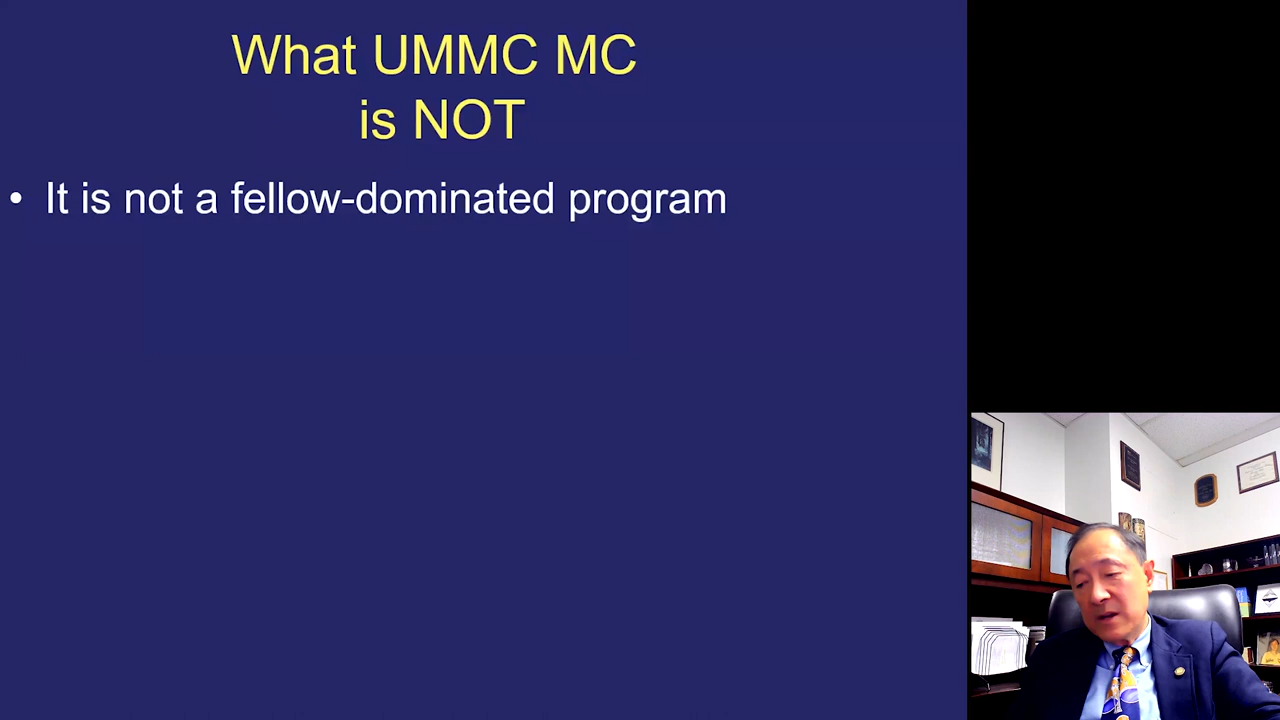 What UMMC MC
is NOT
• It is not a fellow-dominated program